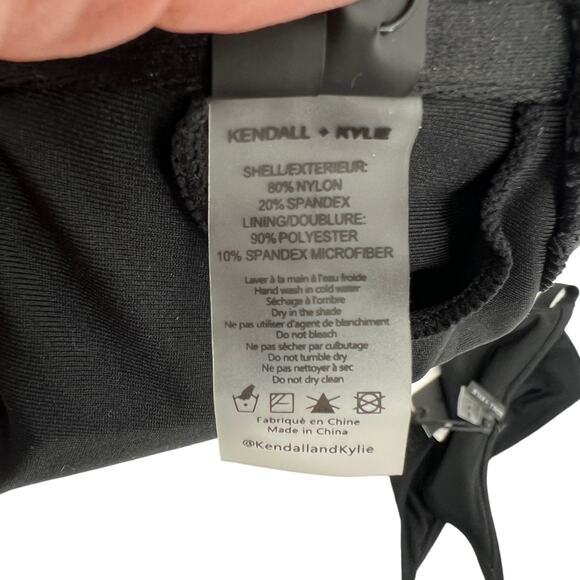 KENDALL + KYLIE
SHELL/EXTERIEUR:
80% NYLON
20% SPANDEX
LINING/DOUBLURE:
90% POLYESTER
10% SPANDEX MICROFIBER
Laver à la main à l'eau froide
Hand wash in cold water
Séchage à l'ombre
Dry in the shade
Ne pas utiliser d'agent de blanchiment
Do not bleach
Ne pas sécher par culbutage
Do not tumble dry
Ne pas nettoyer à sec
Do not dry clean
Fabriqué en Chine
Made in China
@KendallandKylie